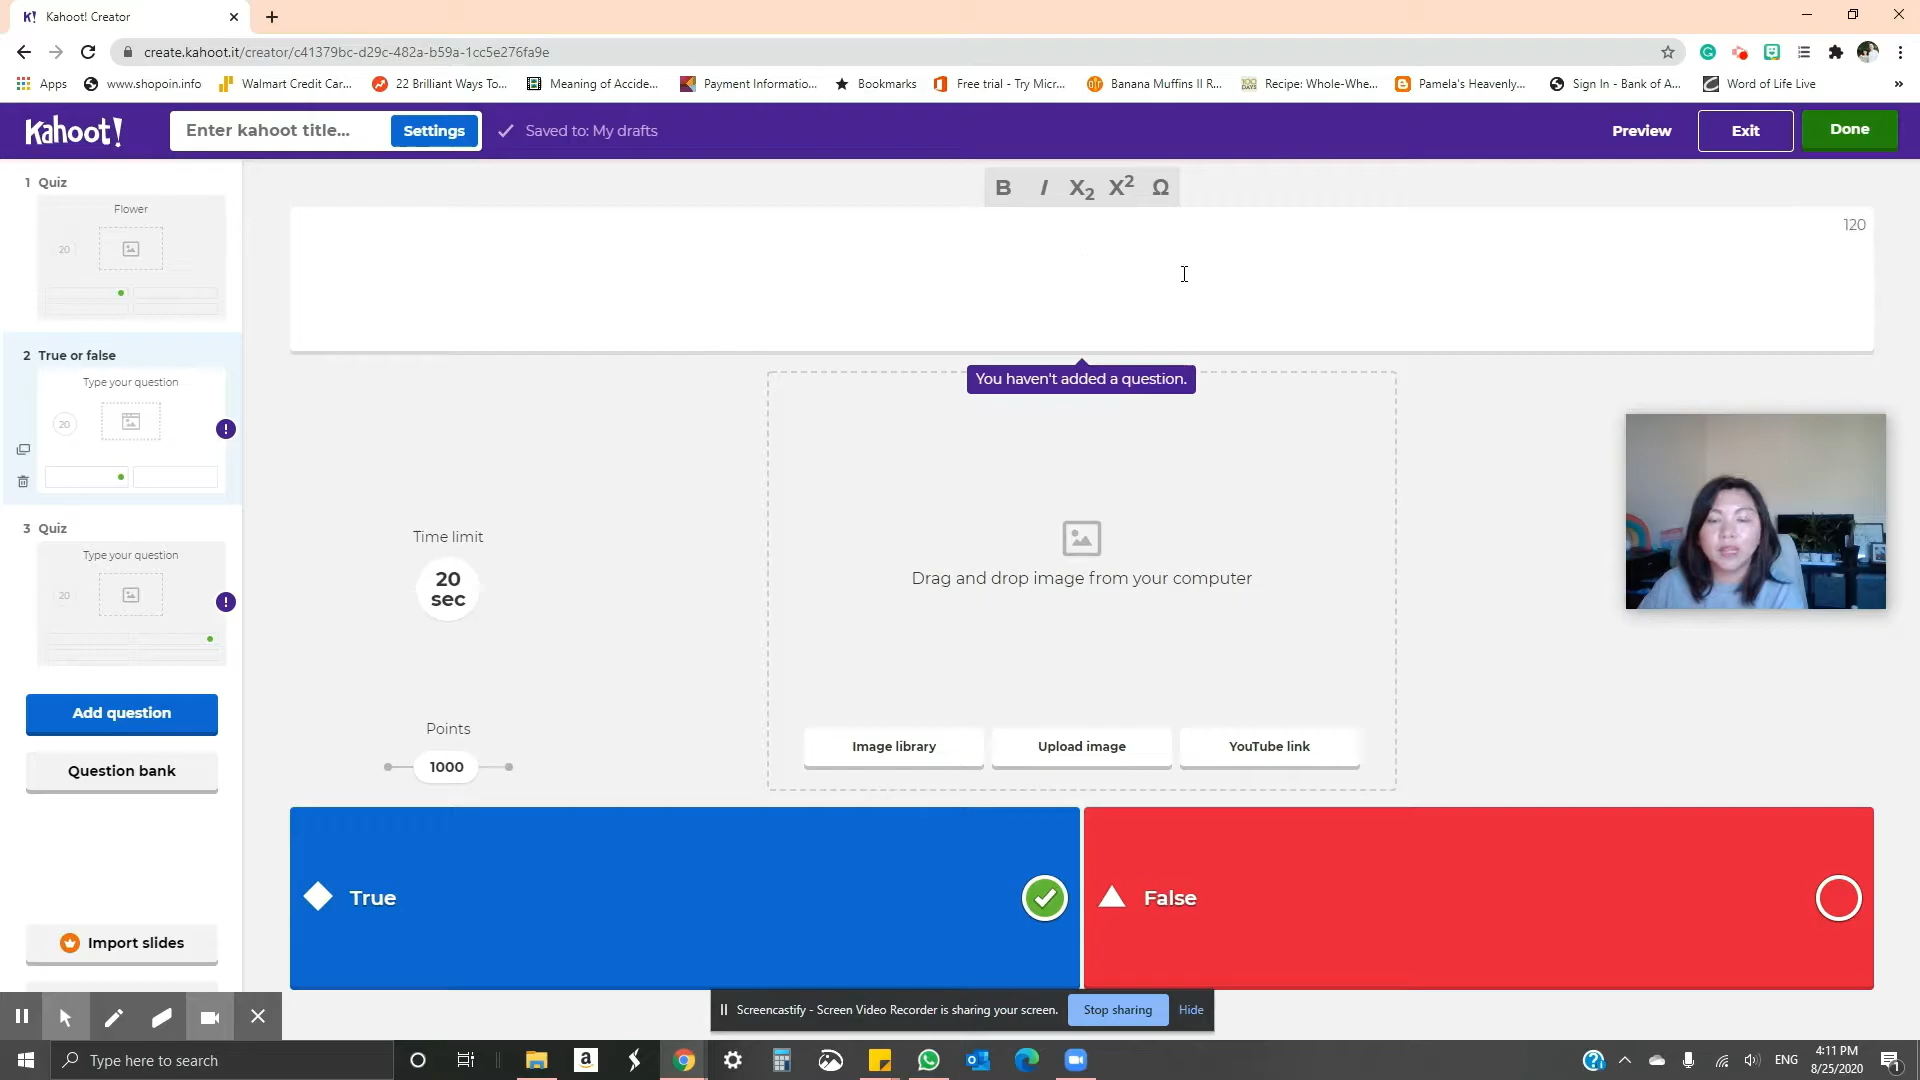 Kahoot! Creator
create.kahoot.it/creator/c41379bc-d29c-482a-b59a-1cc5e276fa9e
Apps www.shopoin.info Walmart Credit Car... 22 Brilliant Ways To... Meaning of Accide... Payment Informatio... Bookmarks Free trial - Try Micr... Banana Muffins II R... Recipe: Whole-Whe... Pamela's Heavenly... Sign In - Bank of A... Word of Life Live »
Kahoot! Enter kahoot title... Settings Saved to: My drafts Preview Exit Done
1 Quiz
Flower
20
2 True or false
Type your question
20
!
3 Quiz
Type your question
20
!
Add question
Question bank
Import slides
B I X2 X2 Ω
120
You haven't added a question.
Time limit
20
sec
Points
1000
Drag and drop image from your computer
Image library Upload image YouTube link
True
False
Screencastify - Screen Video Recorder is sharing your screen. Stop sharing Hide
Type here to search
ENG
4:11 PM
8/25/2020
1